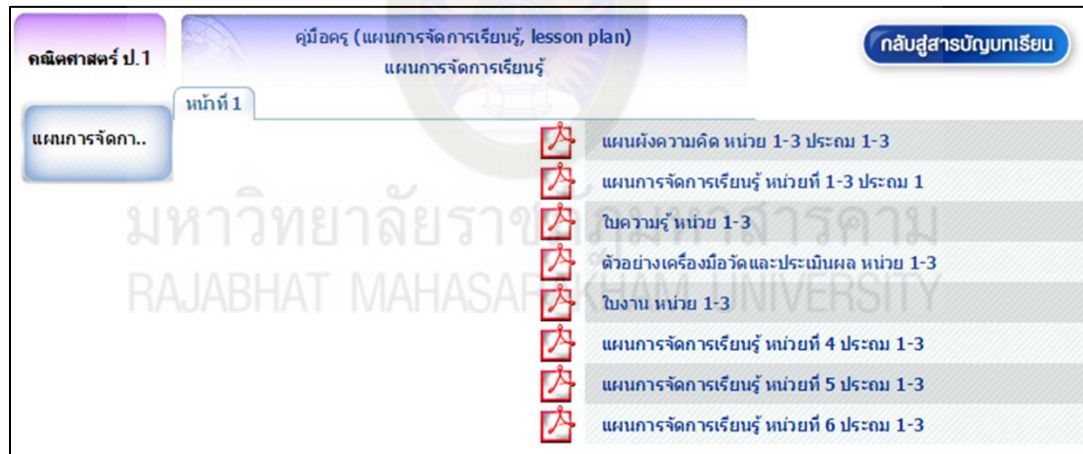 คณิตศาสตร์ ป.1
คู่มือครู (แผนการจัดการเรียนรู้, lesson plan)
แผนการจัดการเรียนรู้
กลับสู่สารบัญบทเรียน
หน้าที่ 1
แผนการจัดกา..
แผนผังความคิด หน่วย 1-3 ประถม 1-3
แผนการจัดการเรียนรู้ หน่วยที่ 1-3 ประถม 1
ใบความรู้ หน่วย 1-3
ตัวอย่างเครื่องมือวัดและประเมินผล หน่วย 1-3
ใบงาน หน่วย 1-3
แผนการจัดการเรียนรู้ หน่วยที่ 4 ประถม 1-3
แผนการจัดการเรียนรู้ หน่วยที่ 5 ประถม 1-3
แผนการจัดการเรียนรู้ หน่วยที่ 6 ประถม 1-3
มหาวิทยาลัยราชภัฏมหาสารคาม
RAJABHAT MAHASARAKHAM UNIVERSITY